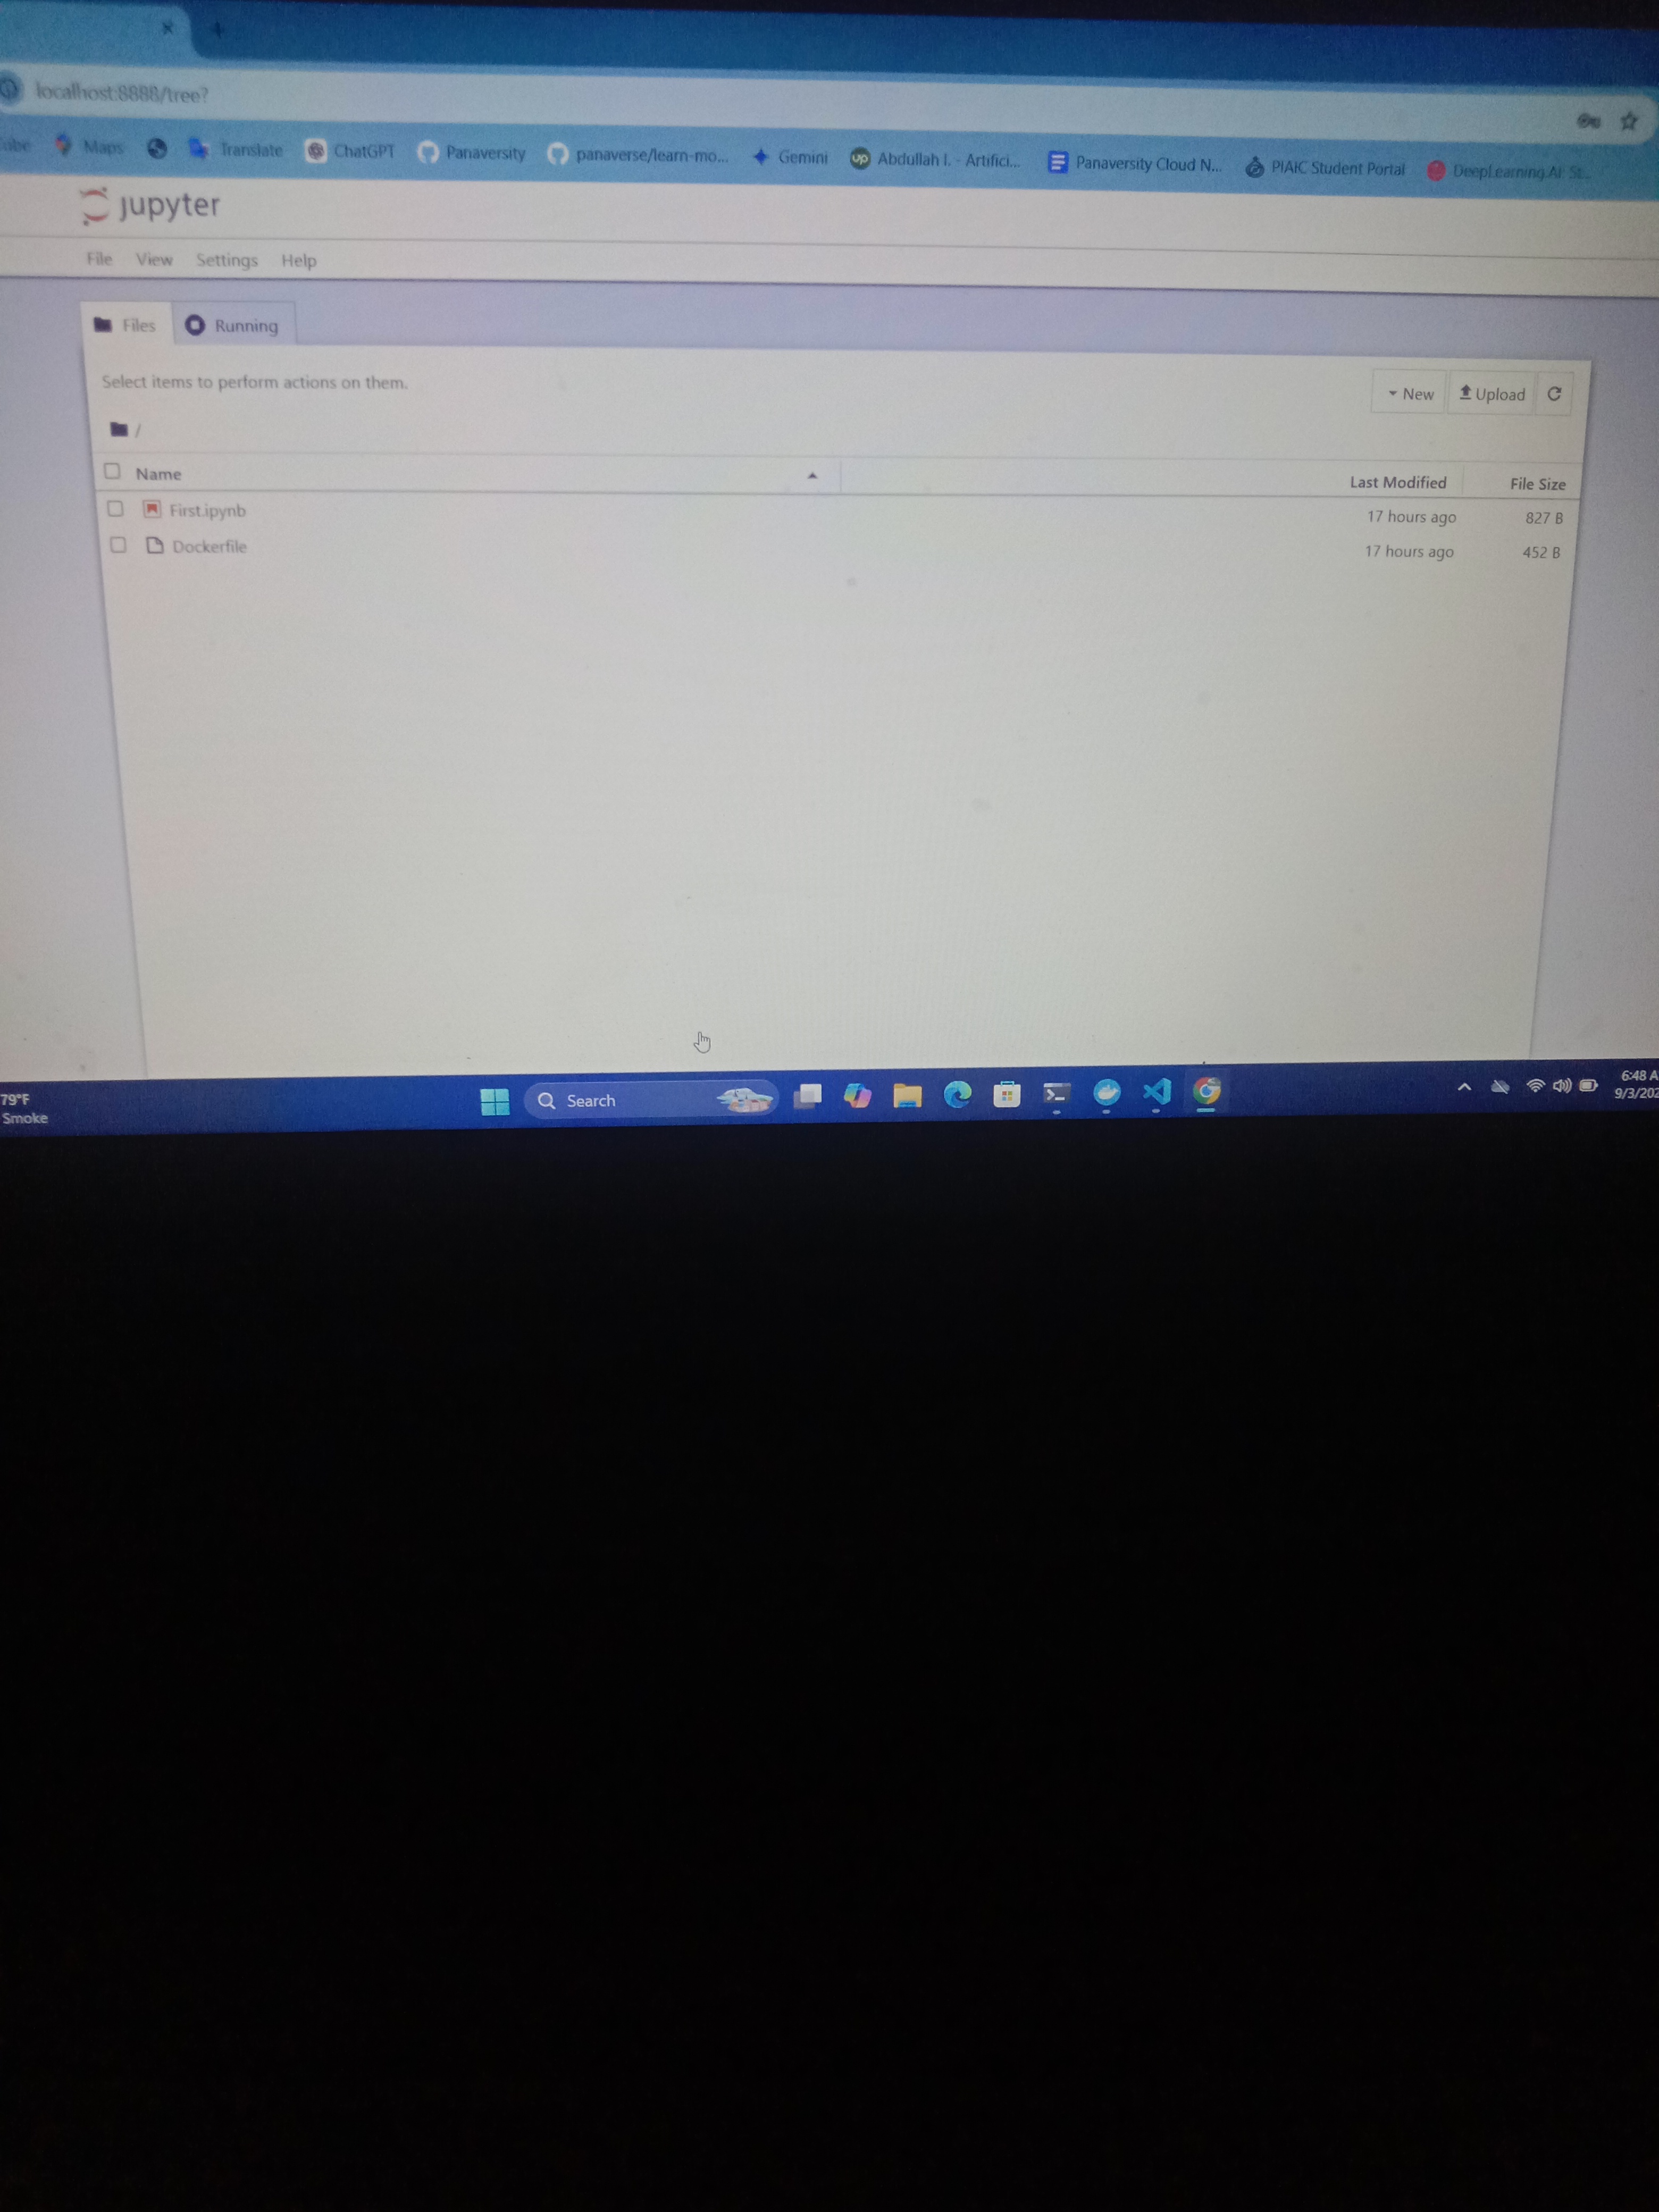 localhost:8888/tree?
Maps Translate ChatGPT Panaversity panaverse/learn-mo... Gemini up Abdullah I. - Artifici... Panaversity Cloud N... PIAIC Student Portal DeepLearning.AI: St...
jupyter
File View Settings Help
Files Running
Select items to perform actions on them.
New Upload
/
Name Last Modified File Size
First.ipynb 17 hours ago 827 B
Dockerfile 17 hours ago 452 B
79°F
Smoke
Search
6:48 A
9/3/202